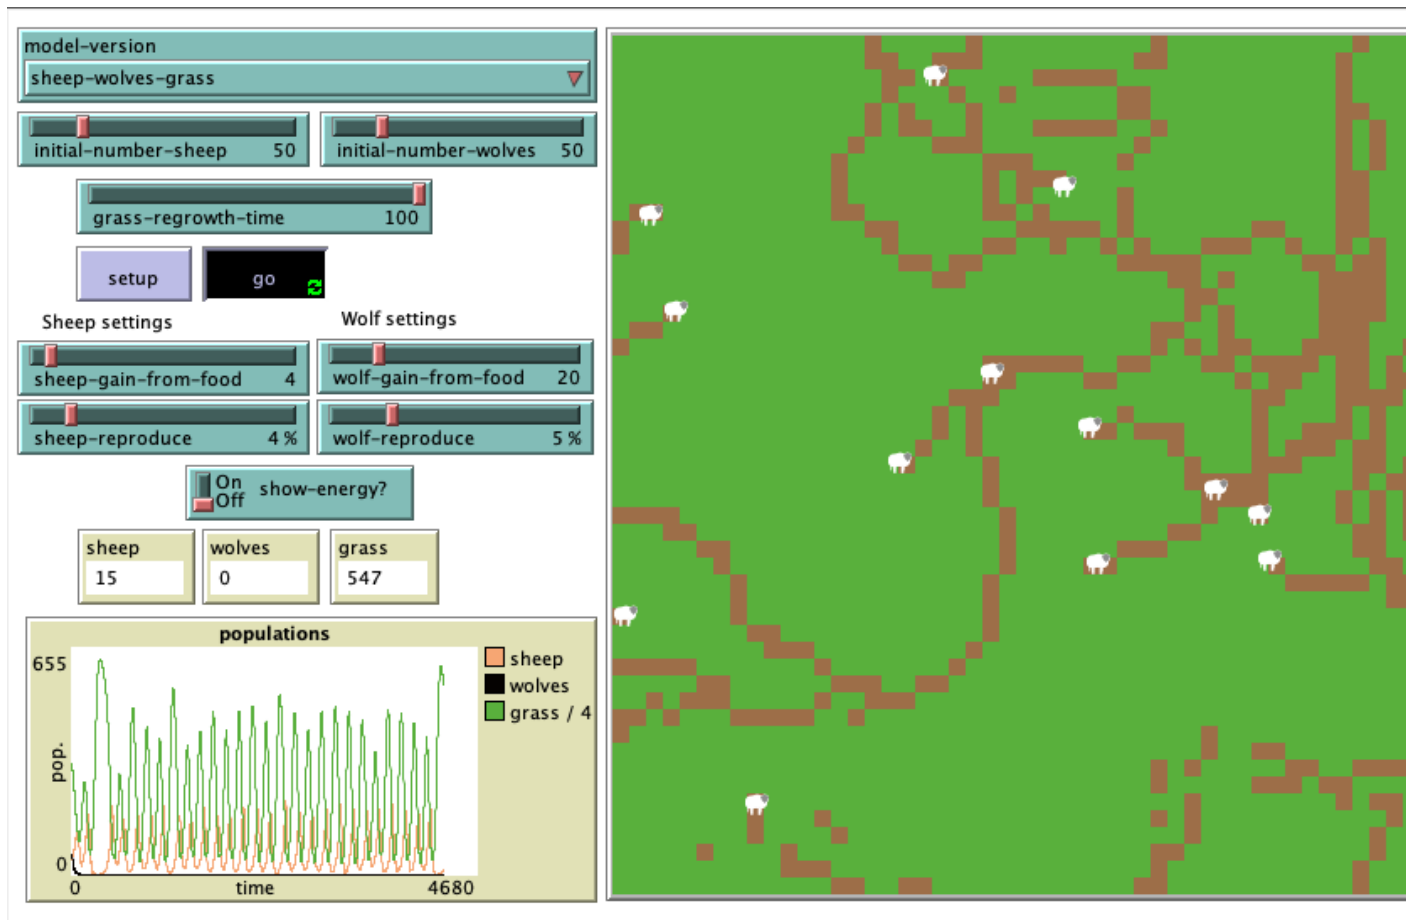 model-version
sheep-wolves-grass
initial-number-sheep 50
initial-number-wolves 50
grass-regrowth-time 100
setup
go
Sheep settings
Wolf settings
sheep-gain-from-food 4
wolf-gain-from-food 20
sheep-reproduce 4 %
wolf-reproduce 5 %
On
Off
show-energy?
sheep
15
wolves
0
grass
547
populations
655
pop.
0
0
time
4680
sheep
wolves
grass / 4